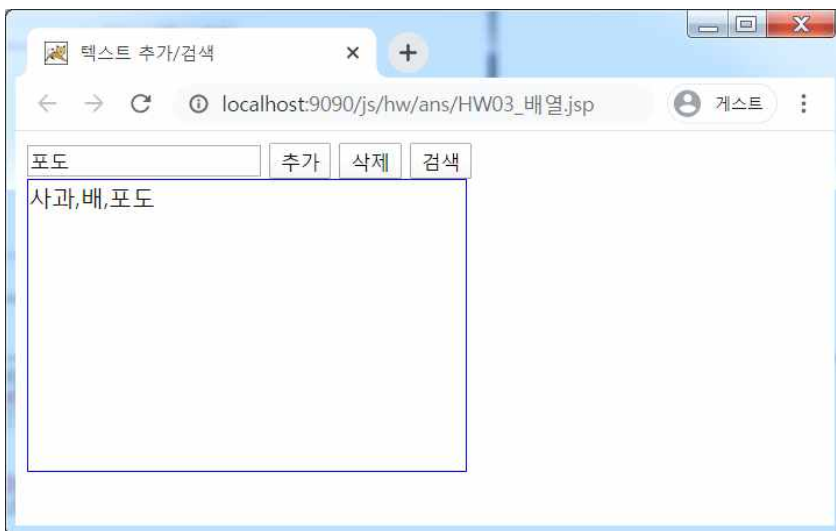 텍스트 추가/검색
localhost:9090/js/hw/ans/HW03_배열.jsp
게스트
포도 추가 삭제 검색
사과,배,포도